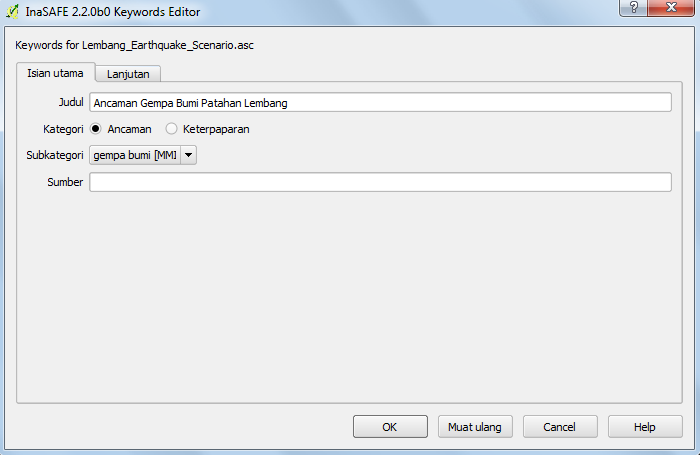 InaSAFE 2.2.0b0 Keywords Editor
Keywords for Lembang_Earthquake_Scenario.asc
Isian utama Lanjutan
Judul Ancaman Gempa Bumi Patahan Lembang
Kategori Ancaman Keterpaparan
Subkategori gempa bumi [MMI
Sumber
OK Muat ulang Cancel Help